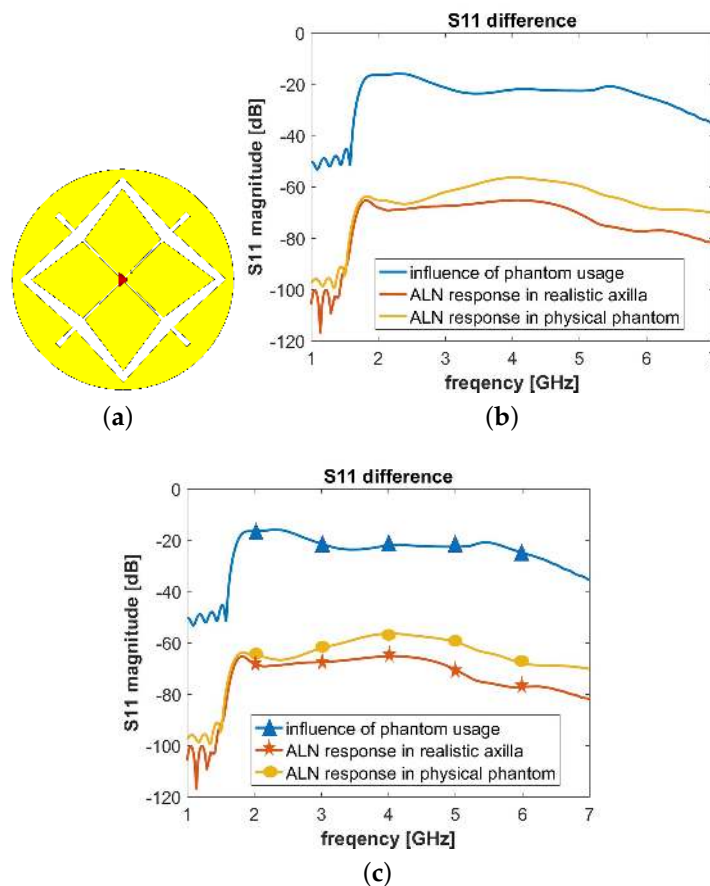 S11 difference
0
-20
-40
-60
-80
-100
-120
S11 magnitude [dB]
influence of phantom usage
ALN response in realistic axilla
ALN response in physical phantom
1 2 3 4 5 6 7
freqency [GHz]
(a)
(b)
S11 difference
0
-20
-40
-60
-80
-100
-120
S11 magnitude [dB]
influence of phantom usage
ALN response in realistic axilla
ALN response in physical phantom
1 2 3 4 5 6 7
freqency [GHz]
(c)